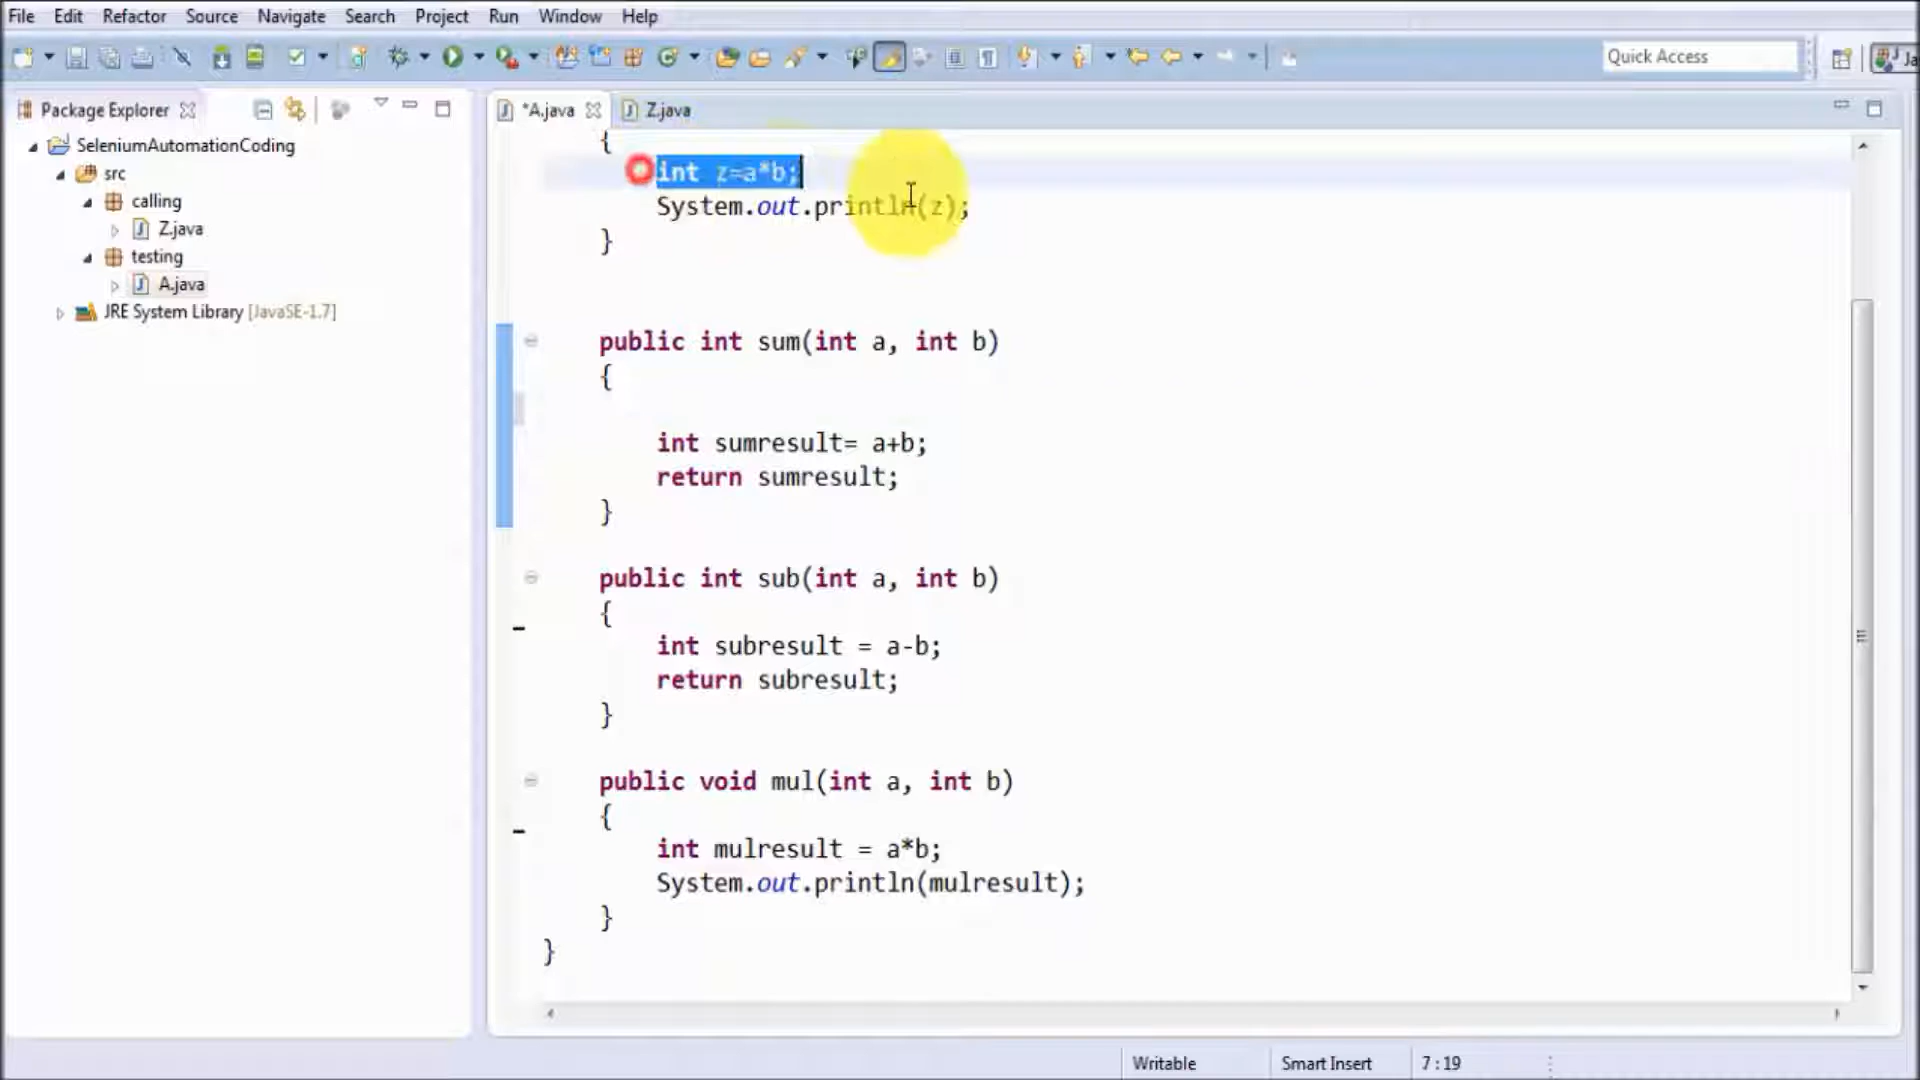 File Edit Refactor Source Navigate Search Project Run Window Help
Quick Access
Ja
Package Explorer
*A.java
Z.java
SeleniumAutomationCoding
src
calling
Z.java
testing
A.java
JRE System Library [JavaSE-1.7]
{
int z=a*b;
System.out.println(z);
}
public int sum(int a, int b)
{
int sumresult= a+b;
return sumresult;
}
public int sub(int a, int b)
{
int subresult = a-b;
return subresult;
}
public void mul(int a, int b)
{
int mulresult = a*b;
System.out.println(mulresult);
}
}
Writable Smart Insert 7 : 19